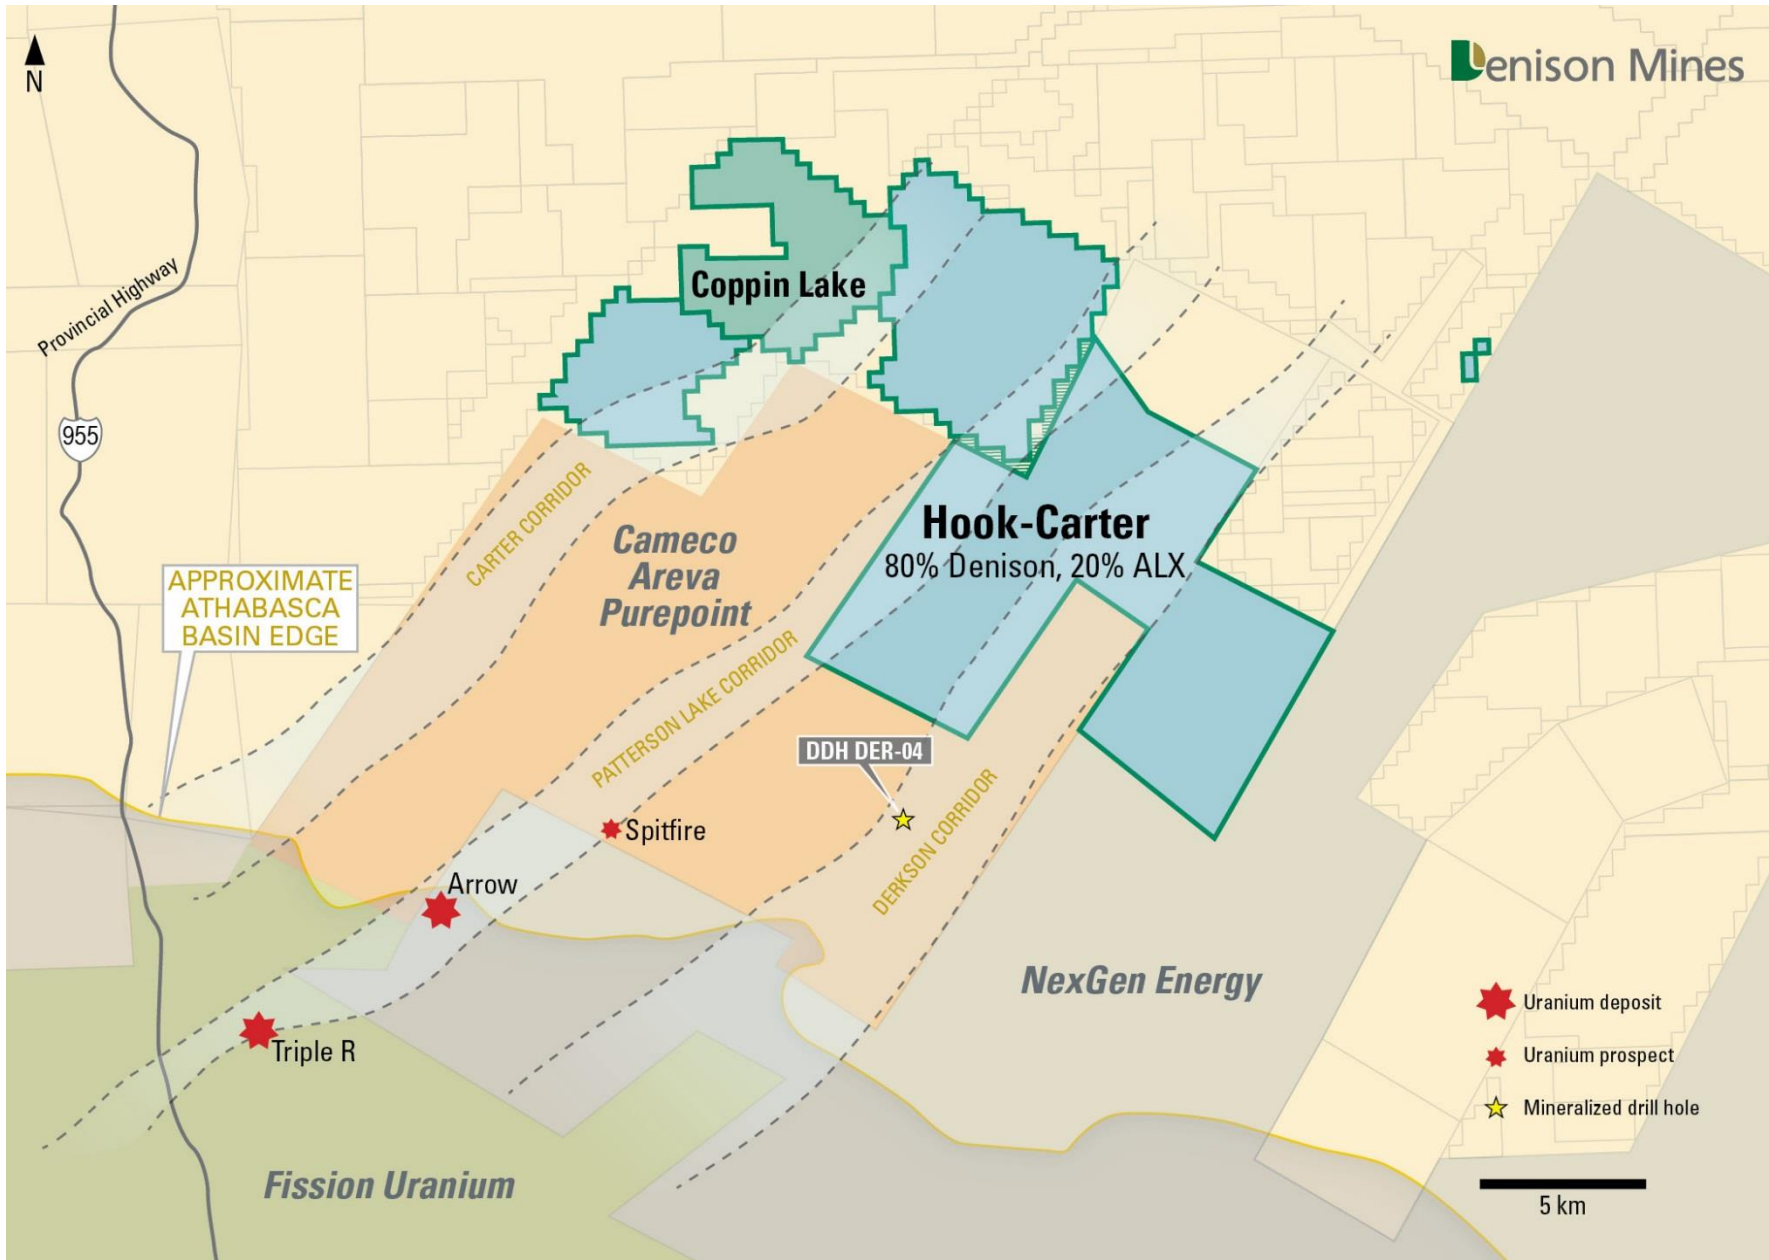 N
Denison Mines
Provincial Highway
955
Coppin Lake
Hook-Carter
80% Denison, 20% ALX
CARTER CORRIDOR
Cameco
Areva
Purepoint
APPROXIMATE
ATHABASCA
BASIN EDGE
PATTERSON LAKE CORRIDOR
DDH DER-04
DERKSON CORRIDOR
Spitfire
Arrow
Triple R
NexGen Energy
Fission Uranium
Uranium deposit
Uranium prospect
Mineralized drill hole
5 km